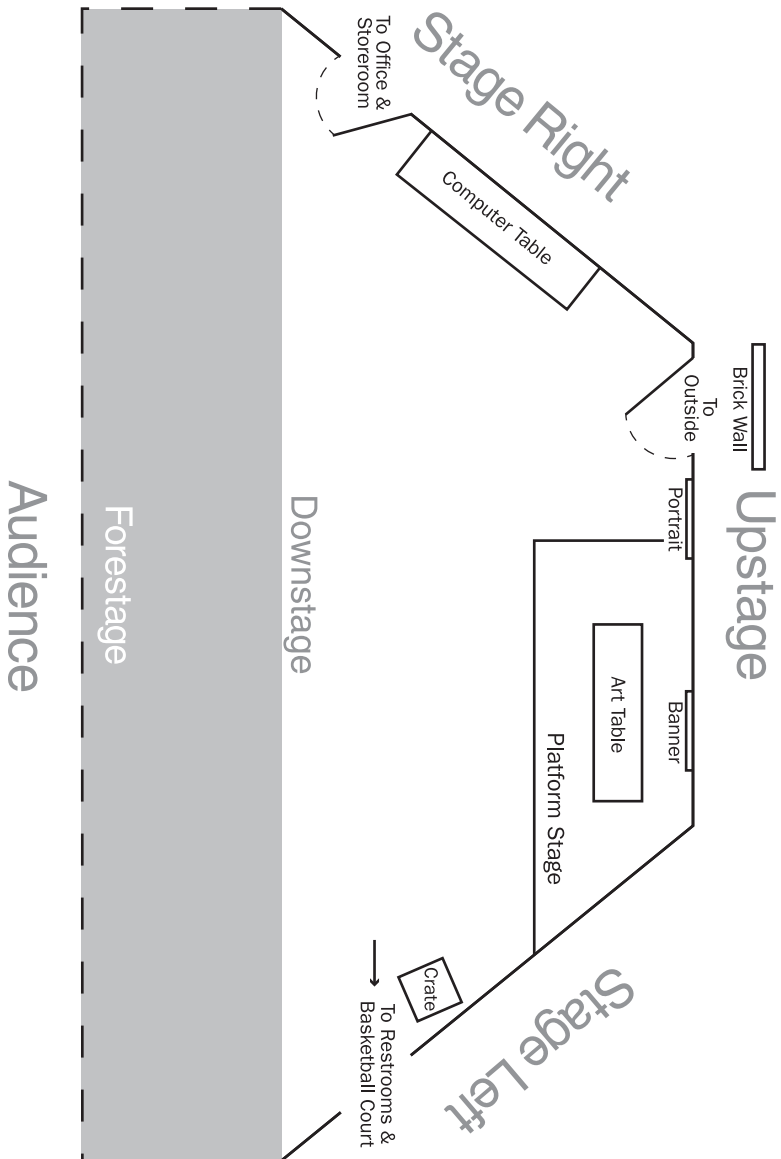 Upstage
Brick Wall
To
Outside
Portrait
Banner
Stage Right
Stage Left
Computer Table
Art Table
Platform Stage
Crate
To Office &
Storeroom
To Restrooms &
Basketball Court
Downstage
Forestage
Audience